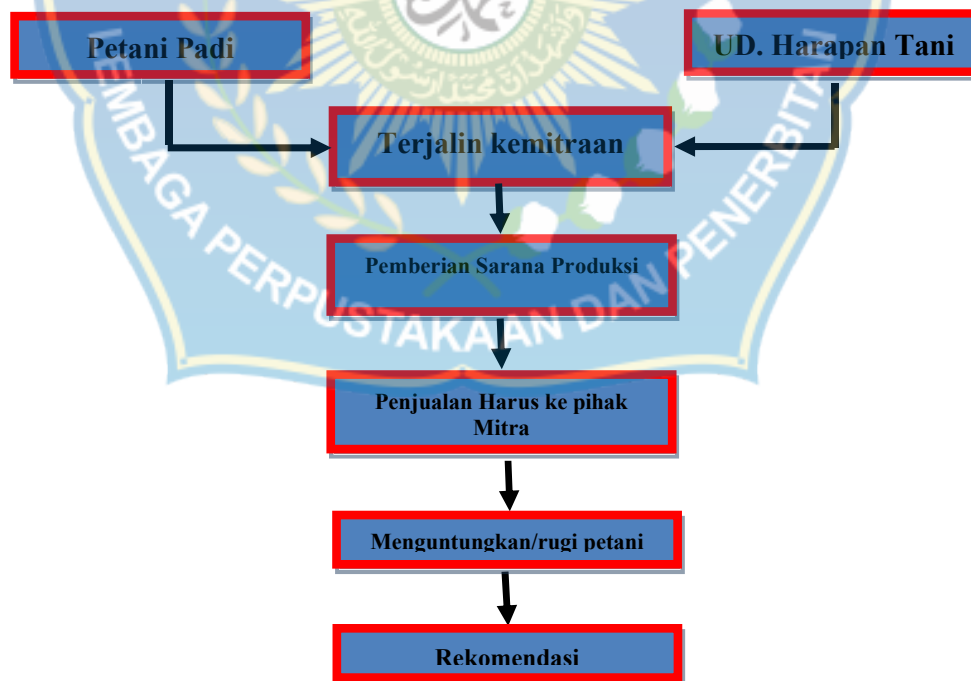 Petani Padi
UD. Harapan Tani
Terjalin kemitraan
Pemberian Sarana Produksi
Penjualan Harus ke pihak
Mitra
Menguntungkan/rugi petani
Rekomendasi
LEMBAGA PERPUSTAKAAN DAN PENERBITAN